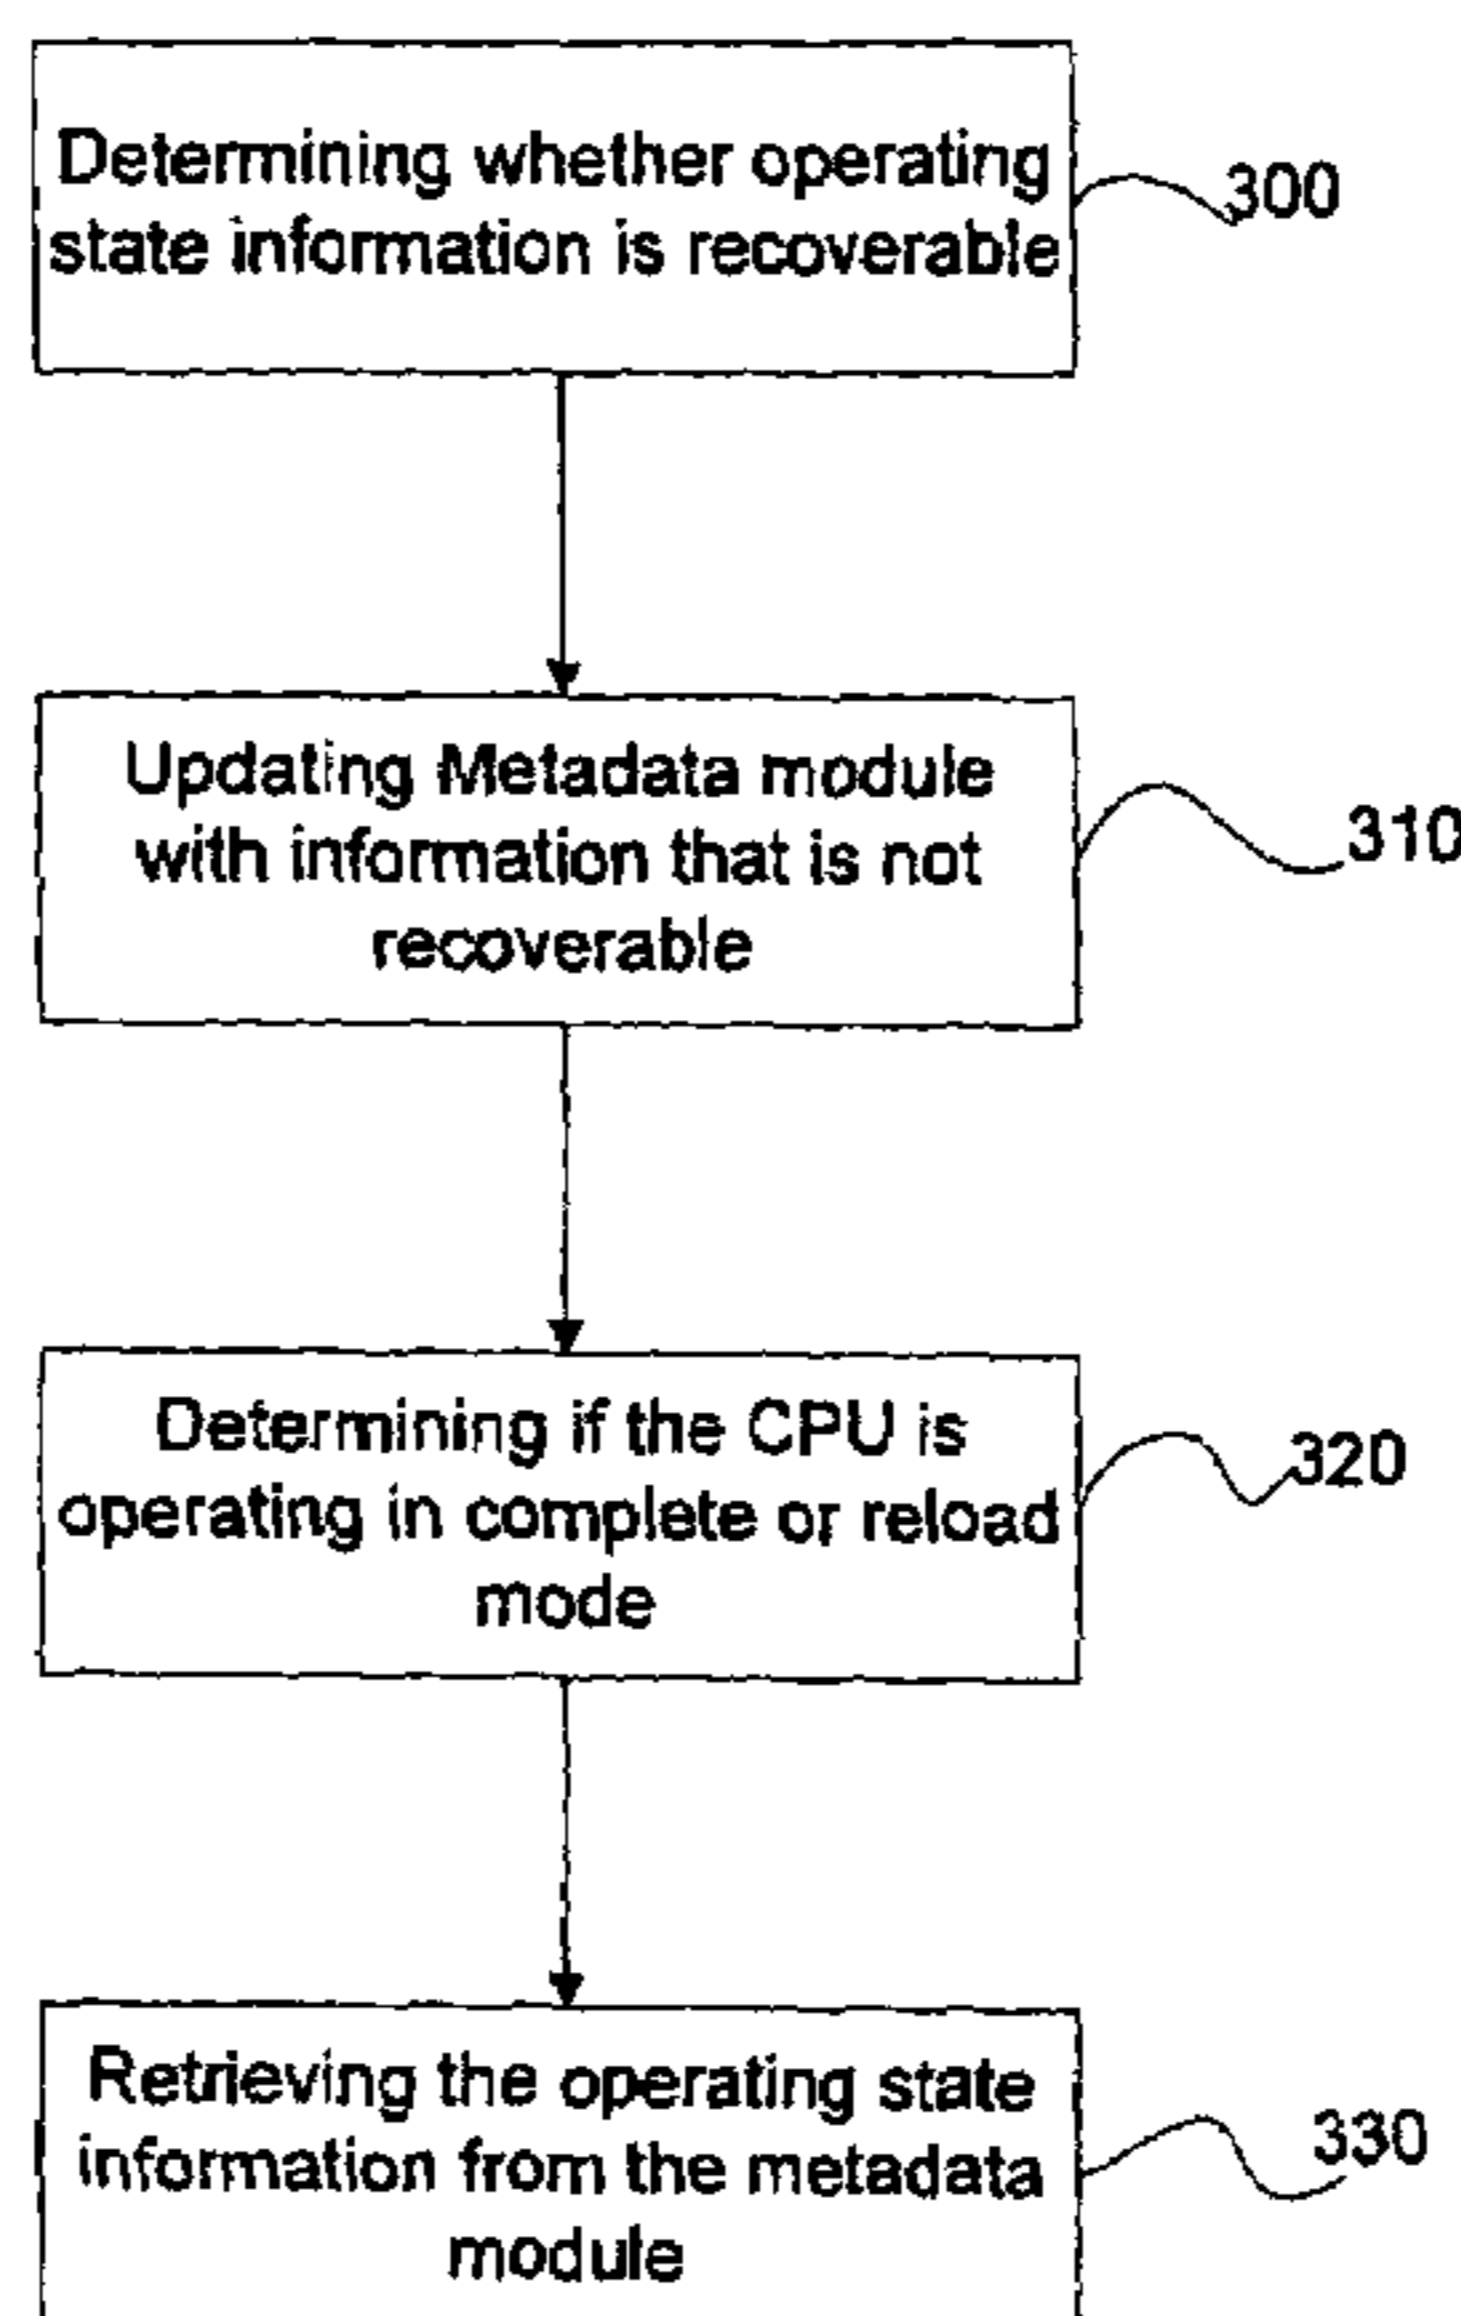 Determining whether operating
state information is recoverable
300
Updating Metadata module
with information that is not
recoverable
310
Determining if the CPU is
operating in complete or reload
mode
320
Retrieving the operating state
information from the metadata
module
330